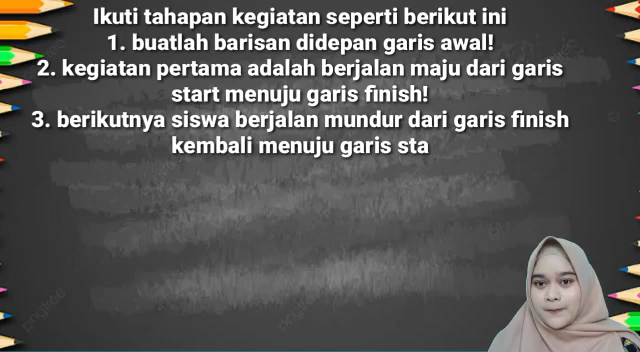 Ikuti tahapan kegiatan seperti berikut ini
1. buatlah barisan didepan garis awal!
2. kegiatan pertama adalah berjalan maju dari garis
start menuju garis finish!
3. berikutnya siswa berjalan mundur dari garis finish
kembali menuju garis sta